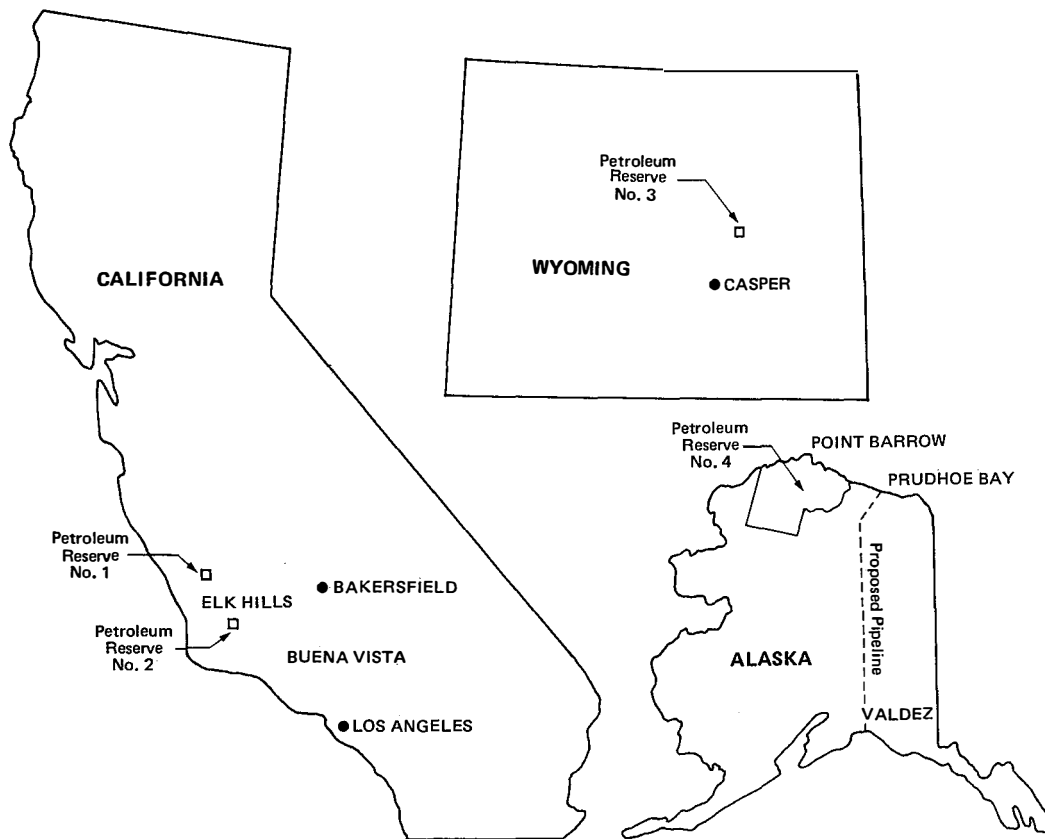 CALIFORNIA
Petroleum
Reserve
No. 1
ELK HILLS
Petroleum
Reserve
No. 2
BAKERSFIELD
BUENA VISTA
LOS ANGELES
Petroleum
Reserve
No. 3
WYOMING
CASPER
Petroleum
Reserve
No. 4
POINT BARROW
PRUDHOE BAY
Proposed Pipeline
ALASKA
VALDEZ